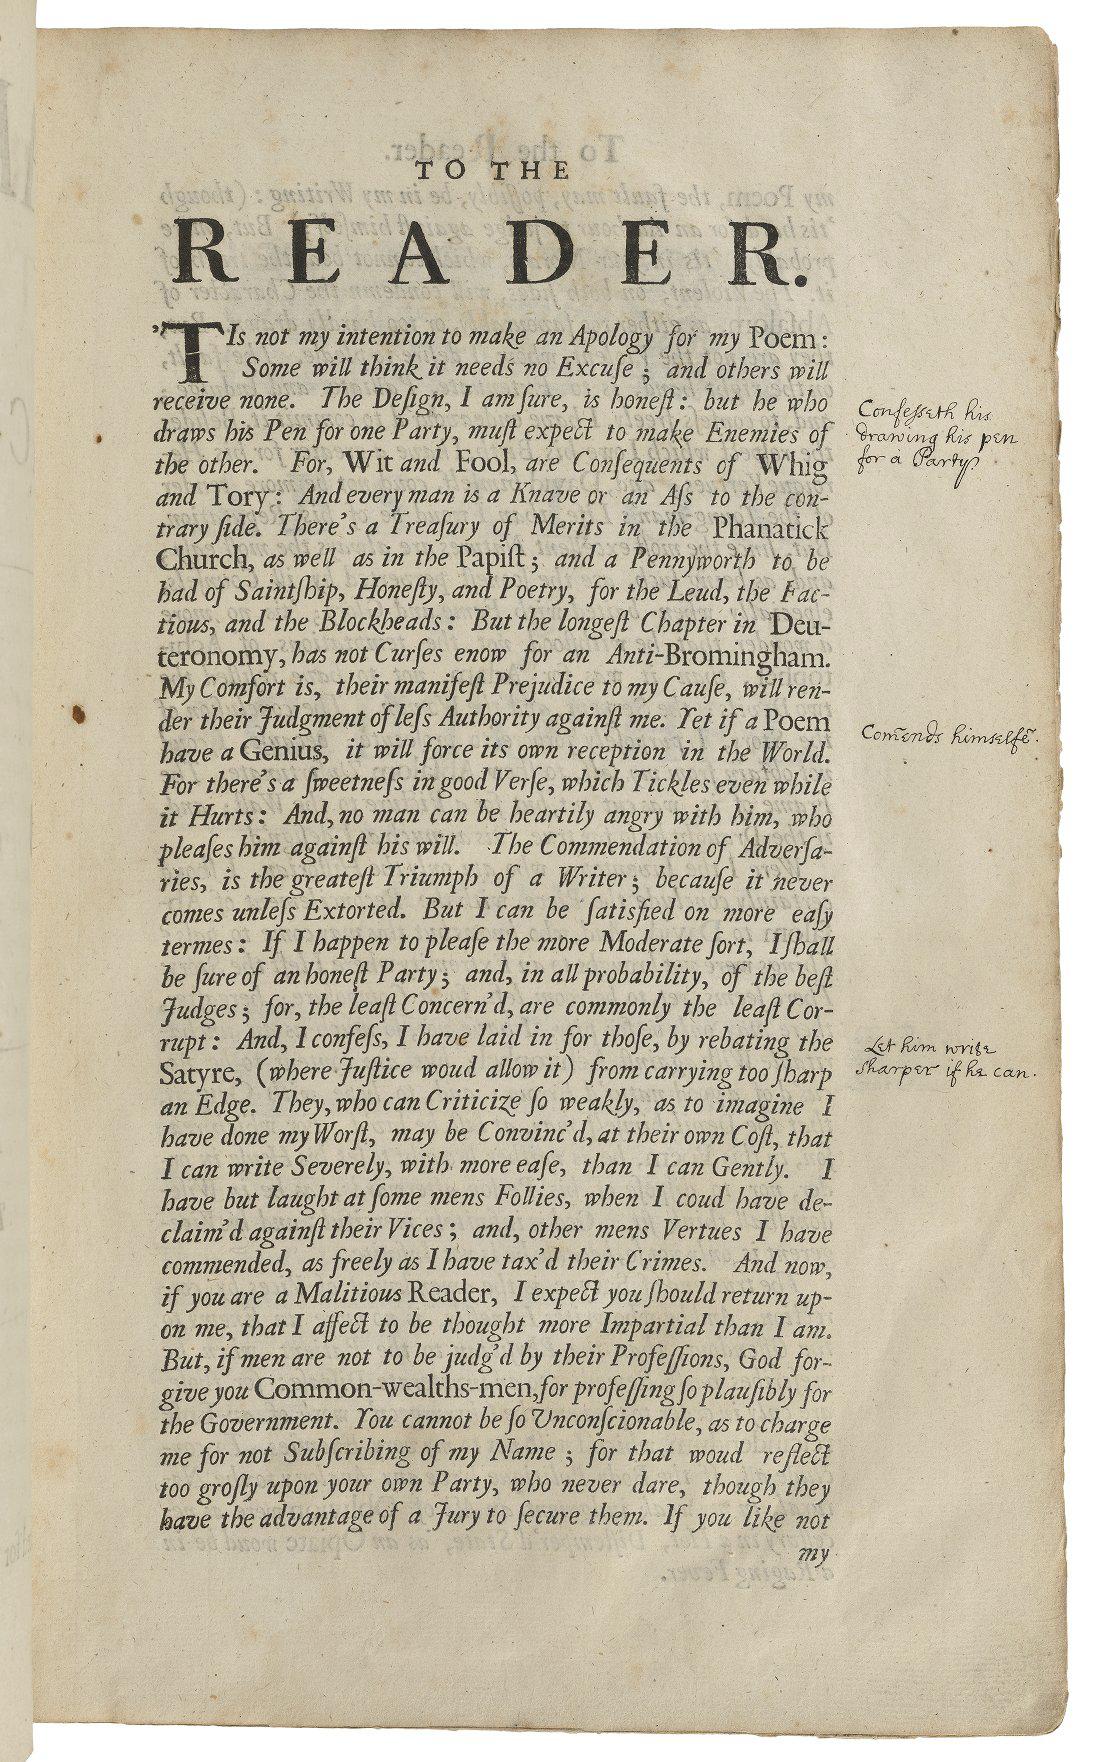 TO THE
READER.
'TIs not my intention to make an Apology for my Poem:
Some will think it needs no Excuſe; and others will
receive none. The Deſign, I am ſure, is honeſt: but he who
draws his Pen for one Party, muſt expect to make Enemies of
the other. For, Wit and Fool, are Conſequents of Whig
and Tory: And every man is a Knave or an Aſs to the con-
trary ſide. There's a Treaſury of Merits in the Phanatick
Church, as well as in the Papiſt; and a Pennyworth to be
had of Saintſhip, Honeſty, and Poetry, for the Leud, the Fac-
tious, and the Blockheads: But the longeſt Chapter in Deu-
teronomy, has not Curſes enow for an Anti-Bromingham.
My Comfort is, their manifeſt Prejudice to my Cauſe, will ren-
der their Judgment of leſs Authority againſt me. Yet if a Poem
have a Genius, it will force its own reception in the World.
For there's a ſweetneſs in good Verſe, which Tickles even while
it Hurts: And, no man can be heartily angry with him, who
pleaſes him againſt his will. The Commendation of Adverſa-
ries, is the greateſt Triumph of a Writer; becauſe it never
comes unleſs Extorted. But I can be ſatisfied on more eaſy
termes: If I happen to pleaſe the more Moderate ſort, I ſhall
be ſure of an honeſt Party; and, in all probability, of the beſt
Judges; for, the leaſt Concern'd, are commonly the leaſt Cor-
rupt: And, I confeſs, I have laid in for thoſe, by rebating the
Satyre, (where Juſtice woud allow it) from carrying too ſharp
an Edge. They, who can Criticize ſo weakly, as to imagine I
have done my Worſt, may be Convinc'd, at their own Coſt, that
I can write Severely, with more eaſe, than I can Gently. I
have but laught at ſome mens Follies, when I coud have de-
claim'd againſt their Vices; and, other mens Vertues I have
commended, as freely as I have tax'd their Crimes. And now,
if you are a Malitious Reader, I expect you ſhould return up-
on me, that I affect to be thought more Impartial than I am.
But, if men are not to be judg'd by their Profeſſions, God for-
give you Common-wealths-men, for profeſſing ſo plauſibly for
the Government. You cannot be ſo Unconſcionable, as to charge
me for not Subſcribing of my Name; for that woud reflect
too groſly upon your own Party, who never dare, though they
have the advantage of a Jury to ſecure them. If you like not
my
Confesseth his
drawing his pen
for a Party.
Com̄ends himselfe.
Let him write
sharper if he can.